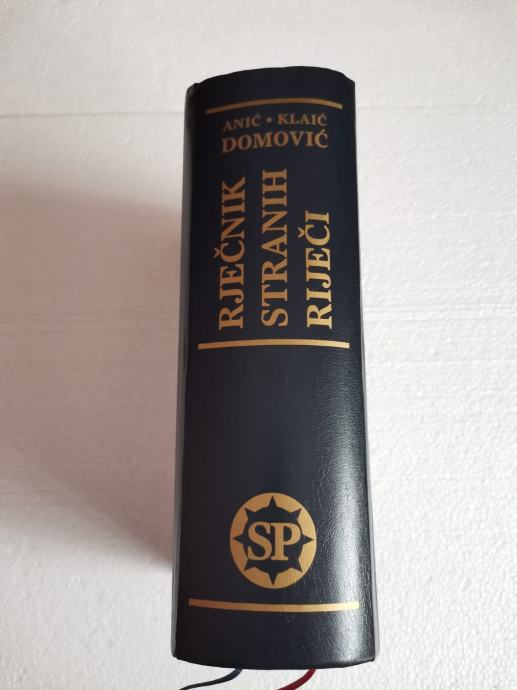 ANIĆ • KLAIĆ
DOMOVIĆ
RJEČNIK
STRANIH
RIJEČI
SP